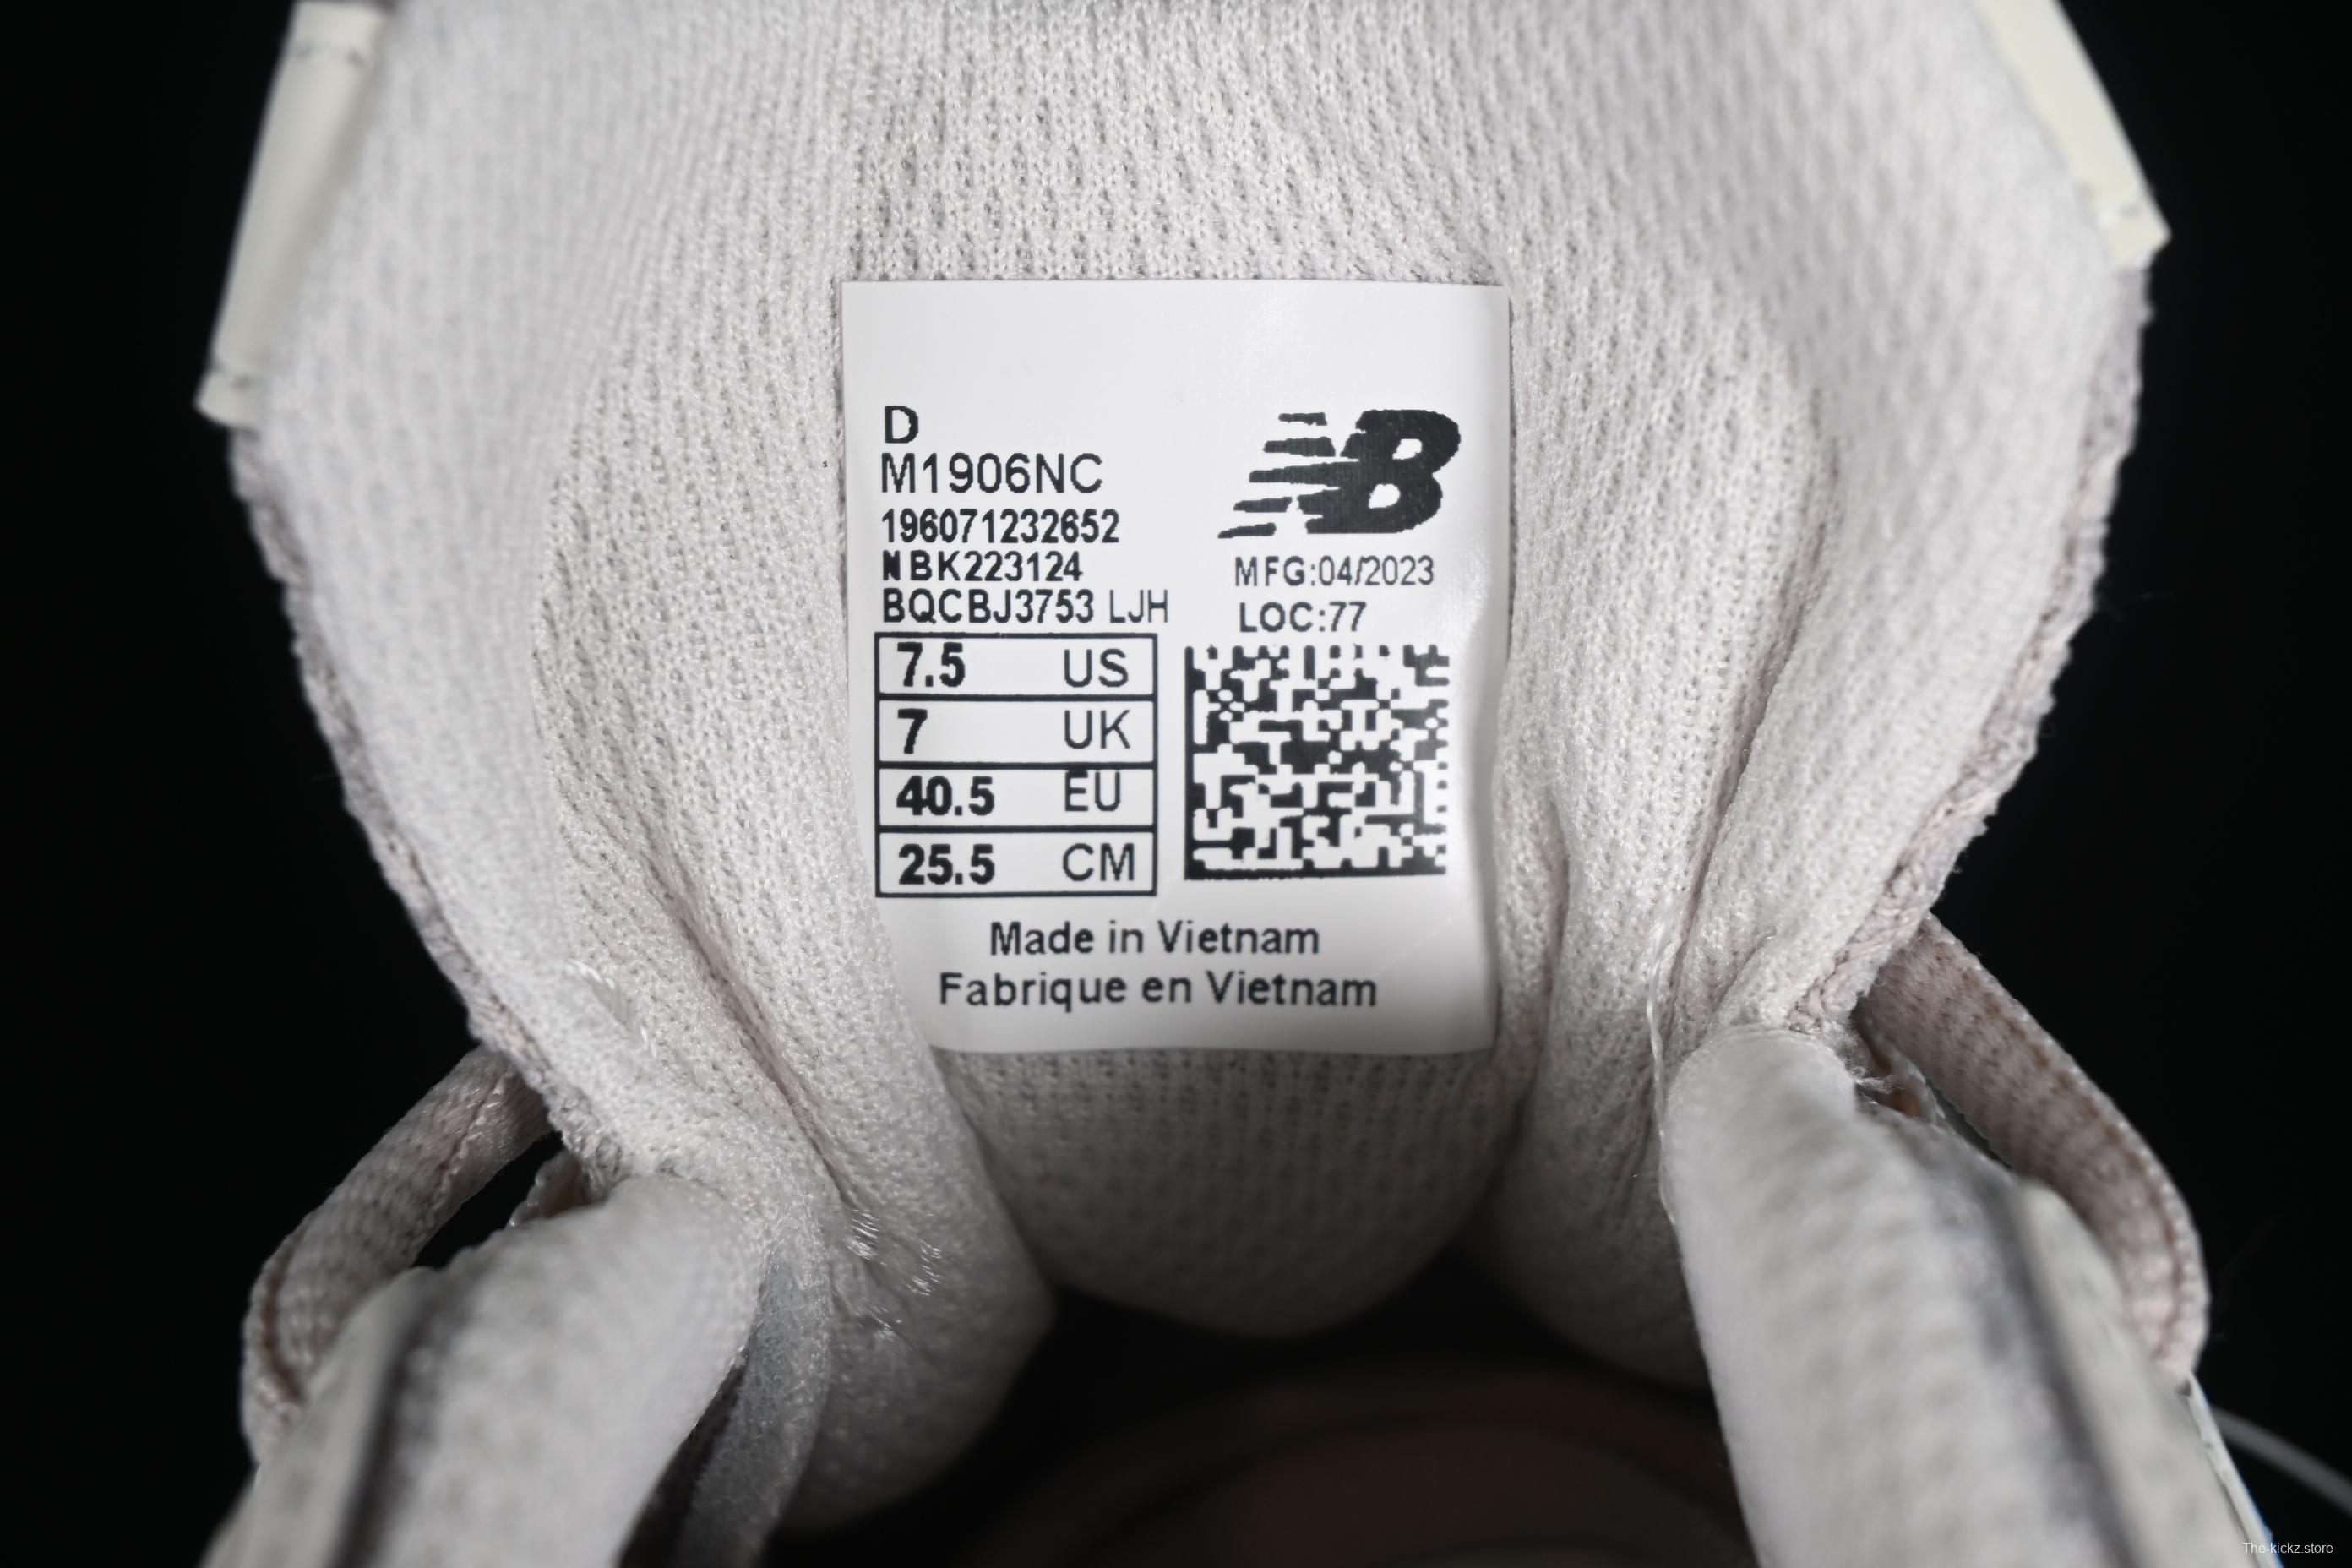 D
M1906NC
196071232652
NBK223124
BQCBJ3753 LJH
NB
MFG:04/2023
LOC:77
7.5 US
7 UK
40.5 EU
25.5 CM
Made in Vietnam
Fabrique en Vietnam
The-kickz.store